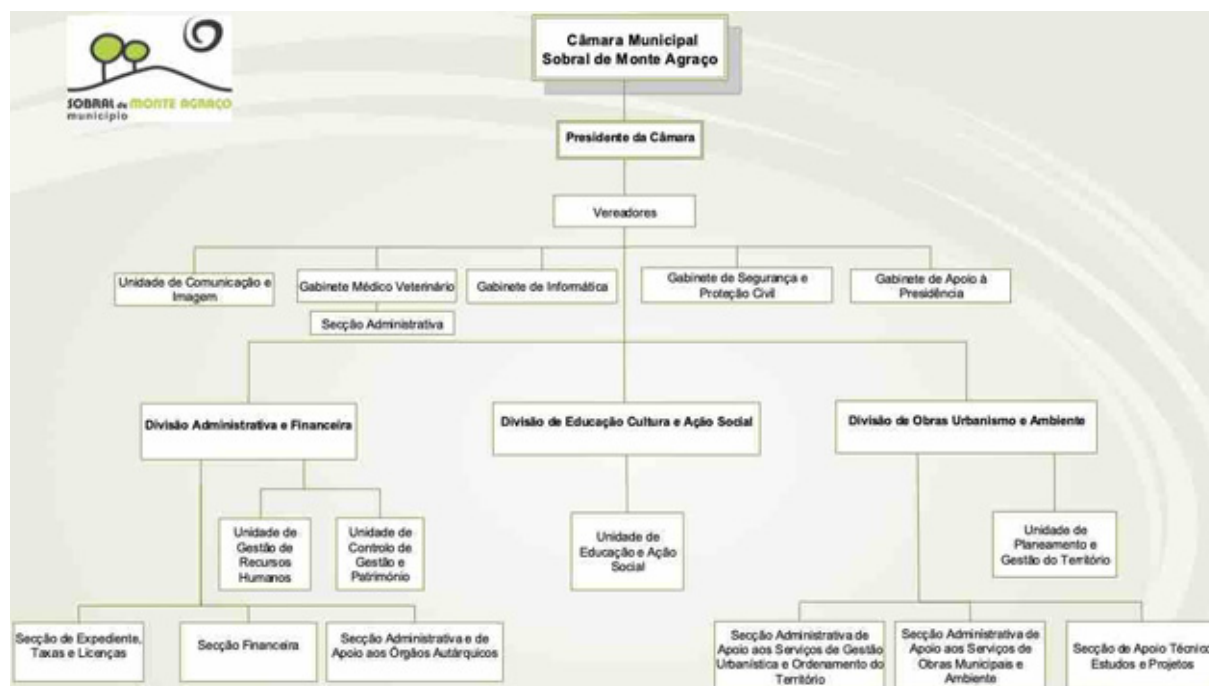 SOBRAL de MONTE AGRAÇO
município
Câmara Municipal
Sobral de Monte Agraço
Presidente da Câmara
Vereadores
Unidade de Comunicação e
Imagem
Gabinete Médico Veterinário
Secção Administrativa
Gabinete de Informática
Gabinete de Segurança e
Proteção Civil
Gabinete de Apoio à
Presidência
Divisão Administrativa e Financeira
Divisão de Educação Cultura e Ação Social
Divisão de Obras Urbanismo e Ambiente
Unidade de
Gestão de
Recursos
Humanos
Unidade de
Controlo de
Gestão e
Património
Unidade de
Educação e Ação
Social
Unidade de
Planeamento e
Gestão do Território
Secção de Expediente,
Taxas e Licenças
Secção Financeira
Secção Administrativa e de
Apoio aos Órgãos Autárquicos
Secção Administrativa de
Apoio aos Serviços de Gestão
Urbanística e Ordenamento do
Território
Secção Administrativa de
Apoio aos Serviços de
Obras Municipais e
Ambiente
Secção de Apoio Técnico
Estudos e Projetos